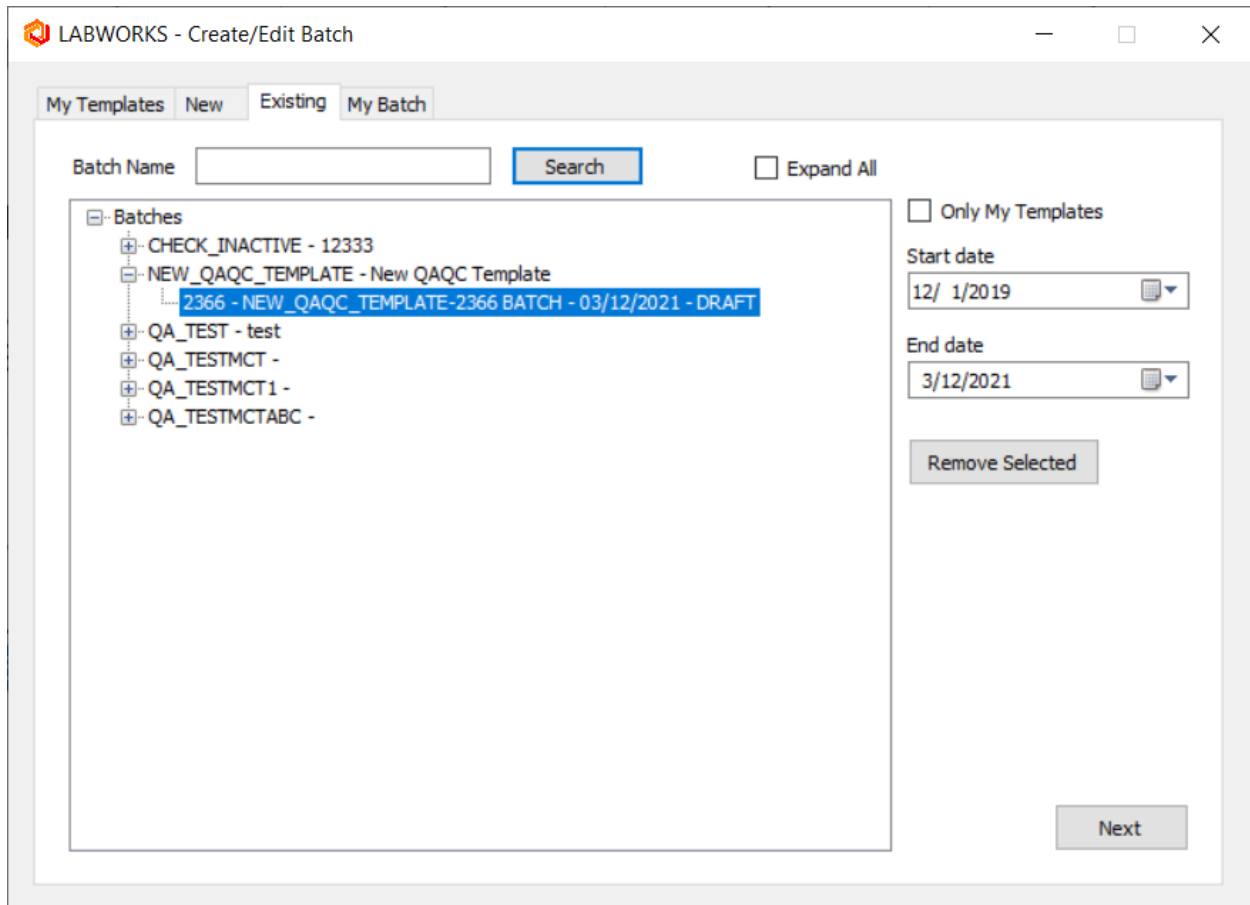 LABWORKS - Create/Edit Batch
My Templates New Existing My Batch
Batch Name Search Expand All
Batches
CHECK_INACTIVE - 12333
NEW_QAQC_TEMPLATE - New QAQC Template
2366 - NEW_QAQC_TEMPLATE-2366 BATCH - 03/12/2021 - DRAFT
QA_TEST - test
QA_TESTMCT -
QA_TESTMCT1 -
QA_TESTMCTABC -
Only My Templates
Start date
12/ 1/2019
End date
3/12/2021
Remove Selected
Next